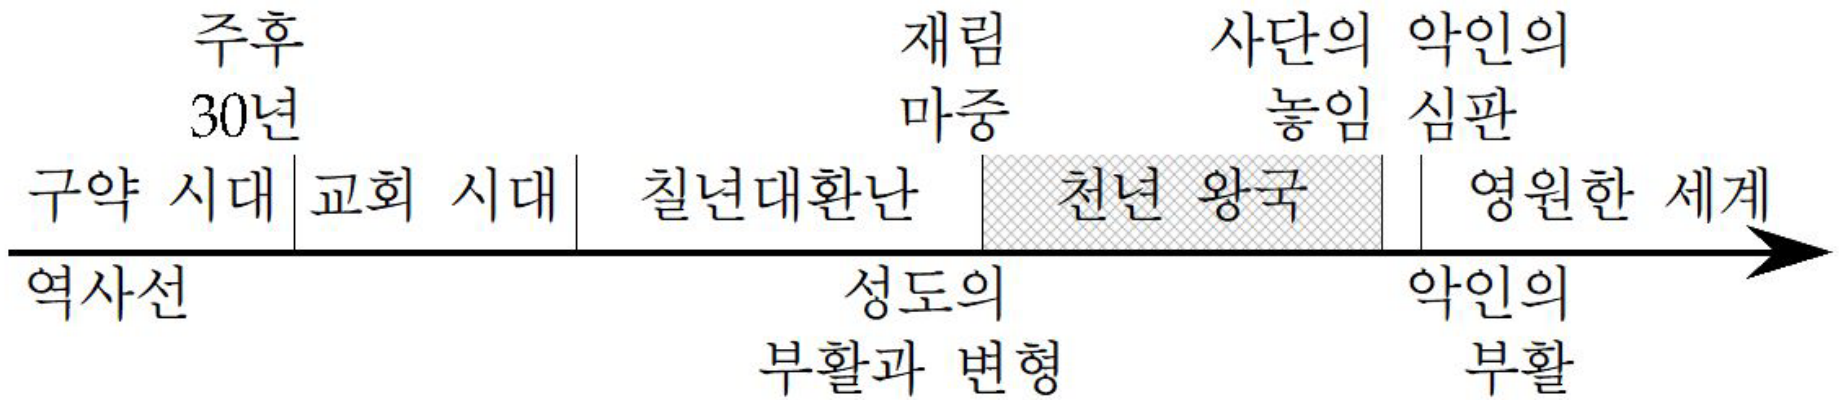 주후
30년
재림
마중
사단의
놓임
악인의
심판
구약 시대
교회 시대
칠년대환난
천년 왕국
영원한 세계
역사선
성도의
부활과 변형
악인의
부활